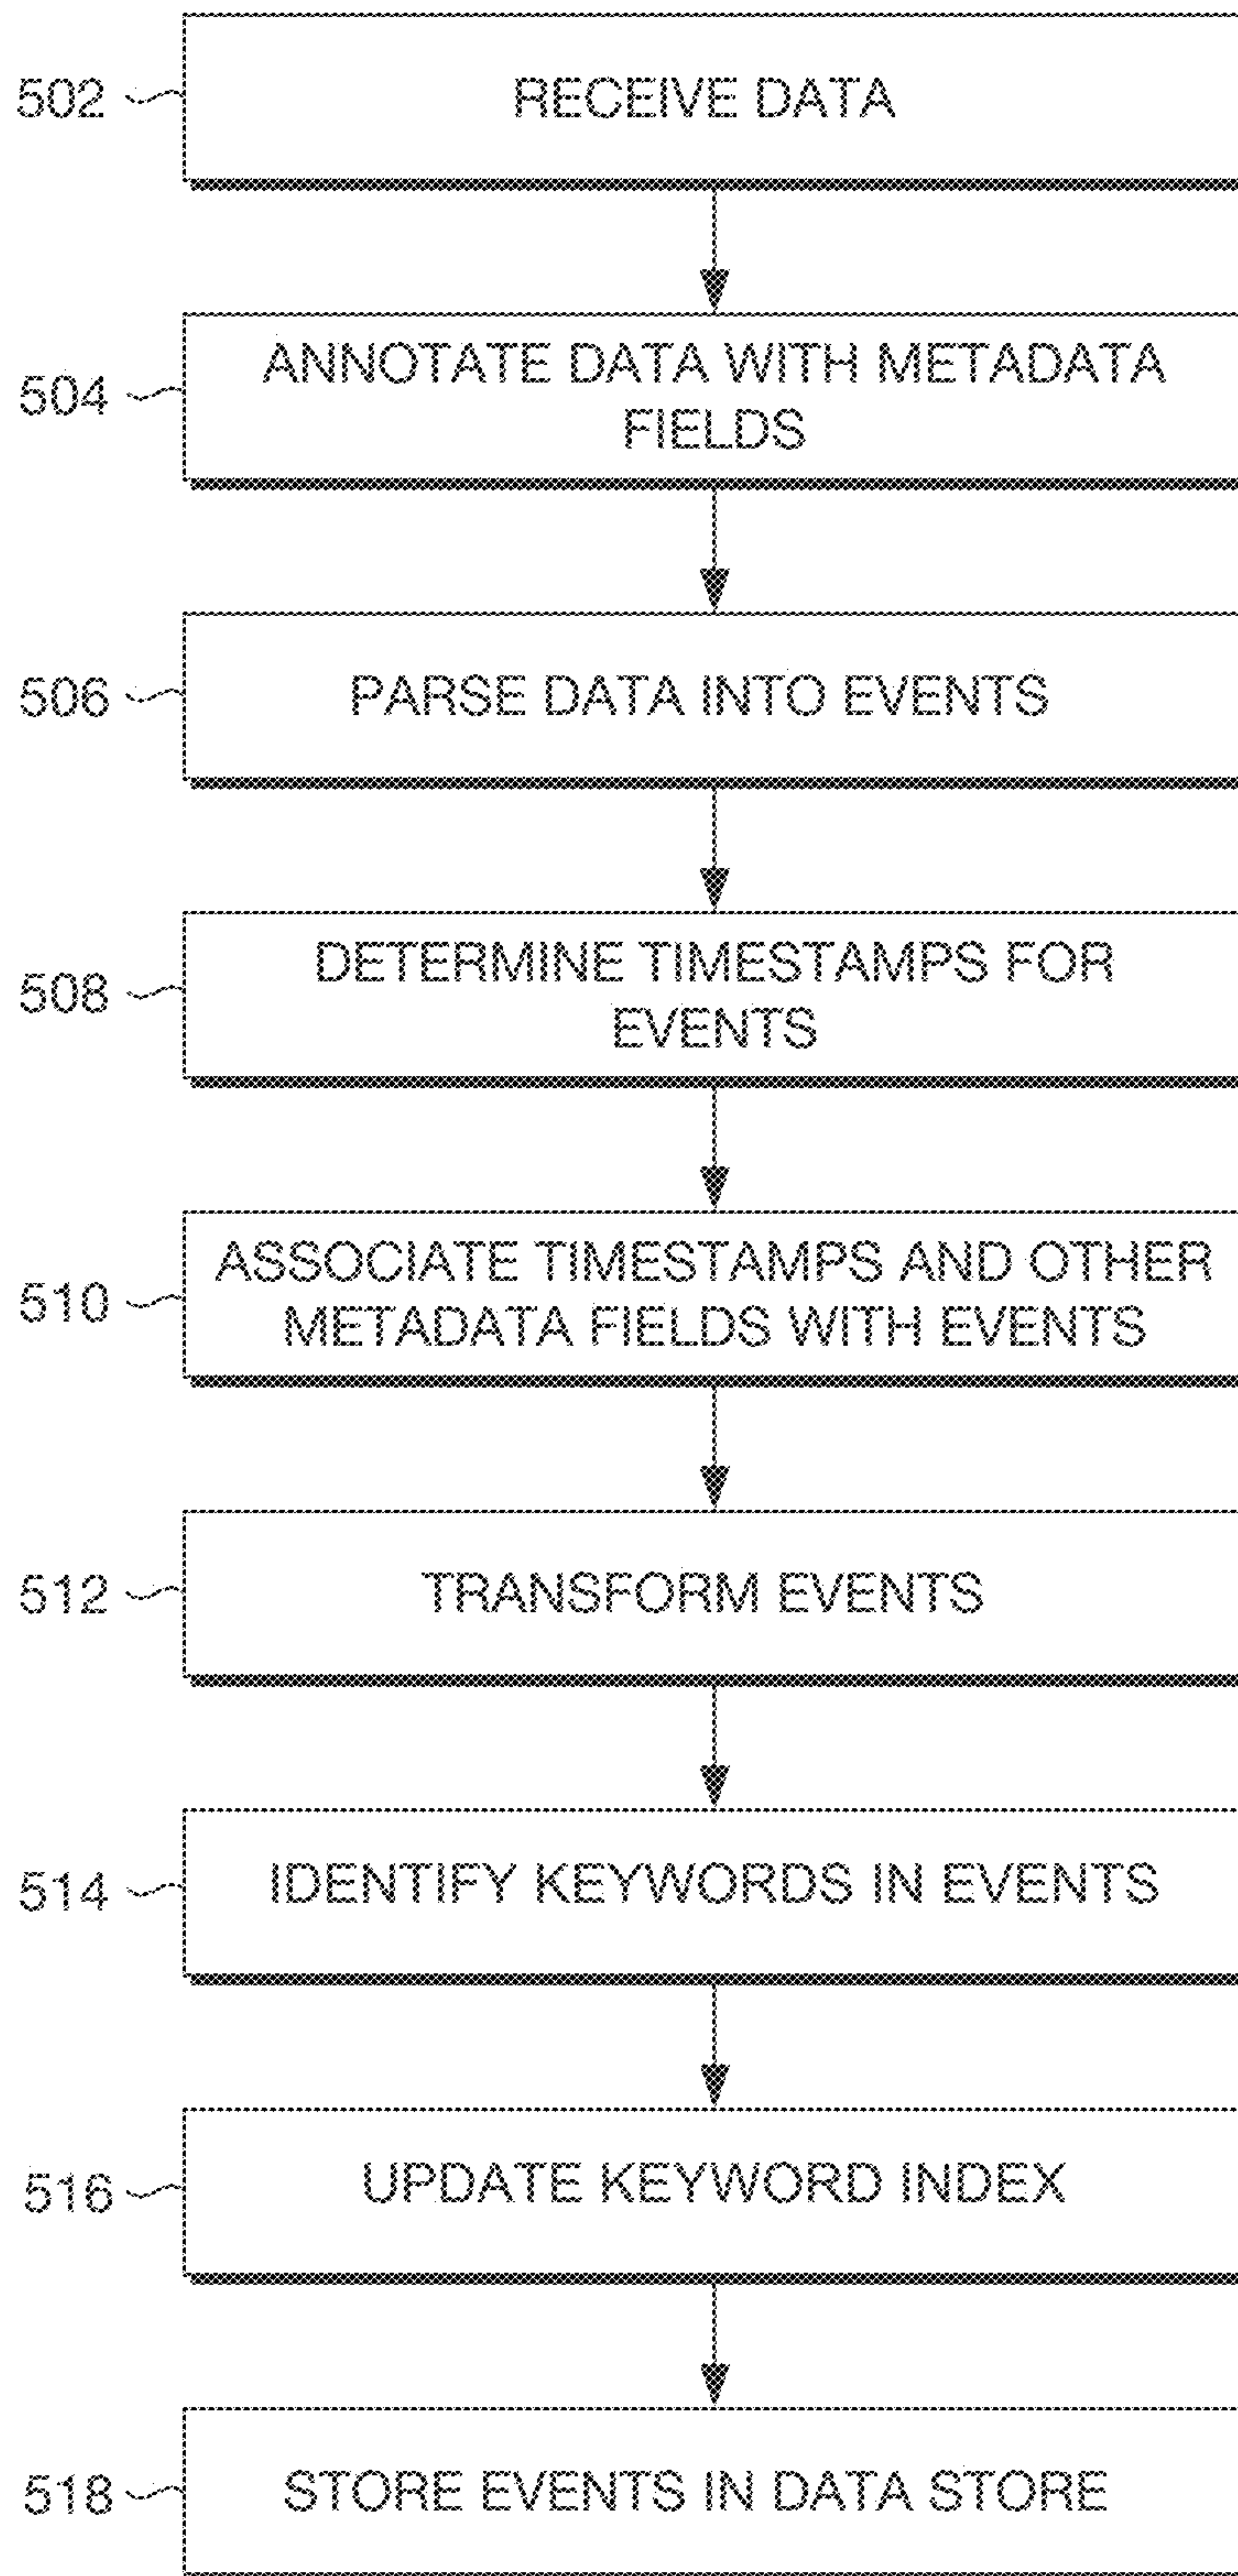 502
RECEIVE DATA
504
ANNOTATE DATA WITH METADATA
FIELDS
506
PARSE DATA INTO EVENTS
508
DETERMINE TIMESTAMPS FOR
EVENTS
510
ASSOCIATE TIMESTAMPS AND OTHER
METADATA FIELDS WITH EVENTS
512
TRANSFORM EVENTS
514
IDENTIFY KEYWORDS IN EVENTS
516
UPDATE KEYWORD INDEX
518
STORE EVENTS IN DATA STORE